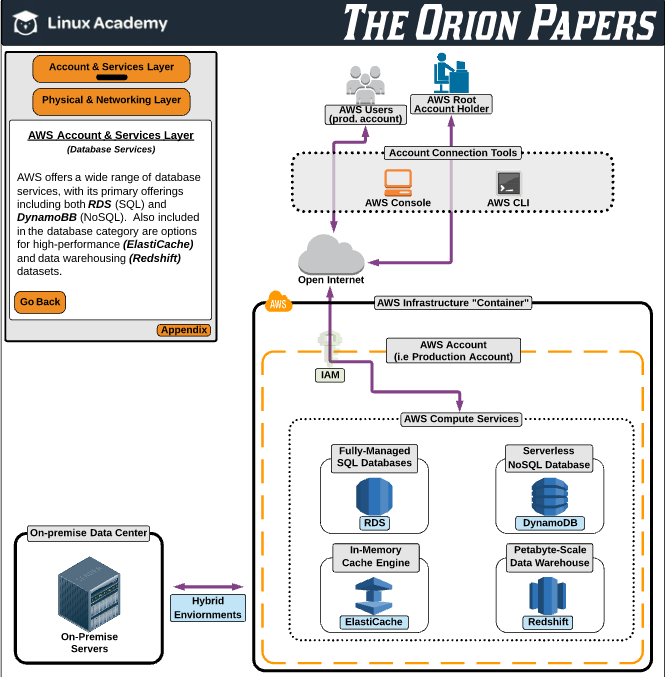 Linux Academy
THE ORION PAPERS
Account & Services Layer
Physical & Networking Layer
AWS Account & Services Layer
(Database Services)
AWS offers a wide range of database
services, with its primary offerings
including both RDS (SQL) and
DynamoBB (NoSQL). Also included
in the database category are options
for high-performance (ElastiCache)
and data warehousing (Redshift)
datasets.
Go Back
Appendix
AWS Users
(prod. account)
AWS Root
Account Holder
Account Connection Tools
AWS Console
AWS CLI
Open Internet
AWS
AWS Infrastructure "Container"
AWS Account
(i.e Production Account)
IAM
AWS Compute Services
Fully-Managed
SQL Databases
RDS
Serverless
NoSQL Database
DynamoDB
In-Memory
Cache Engine
ElastiCache
Petabyte-Scale
Data Warehouse
Redshift
On-premise Data Center
On-Premise
Servers
Hybrid
Enviornments